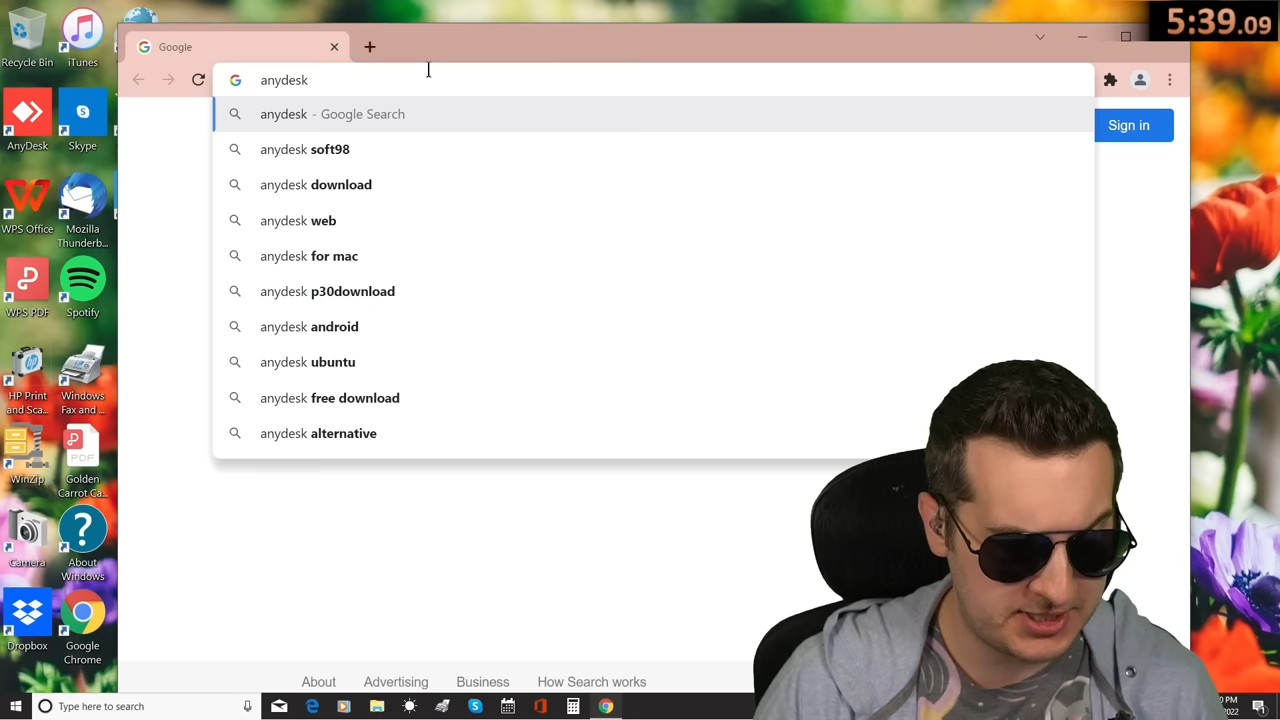 5:39.09
Recycle Bin
iTunes
AnyDesk
Skype
WPS Office
Mozilla
Thunderb...
WPS PDF
Spotify
HP Print
and Sca...
Windows
Fax and ...
WinZip
PDF
Golden
Carrot Ca...
Camera
About
Windows
Dropbox
Google
Chrome
Google
anydesk
anydesk - Google Search
anydesk soft98
anydesk download
anydesk web
anydesk for mac
anydesk p30download
anydesk android
anydesk ubuntu
anydesk free download
anydesk alternative
Sign in
About
Advertising
Business
How Search works
Type here to search